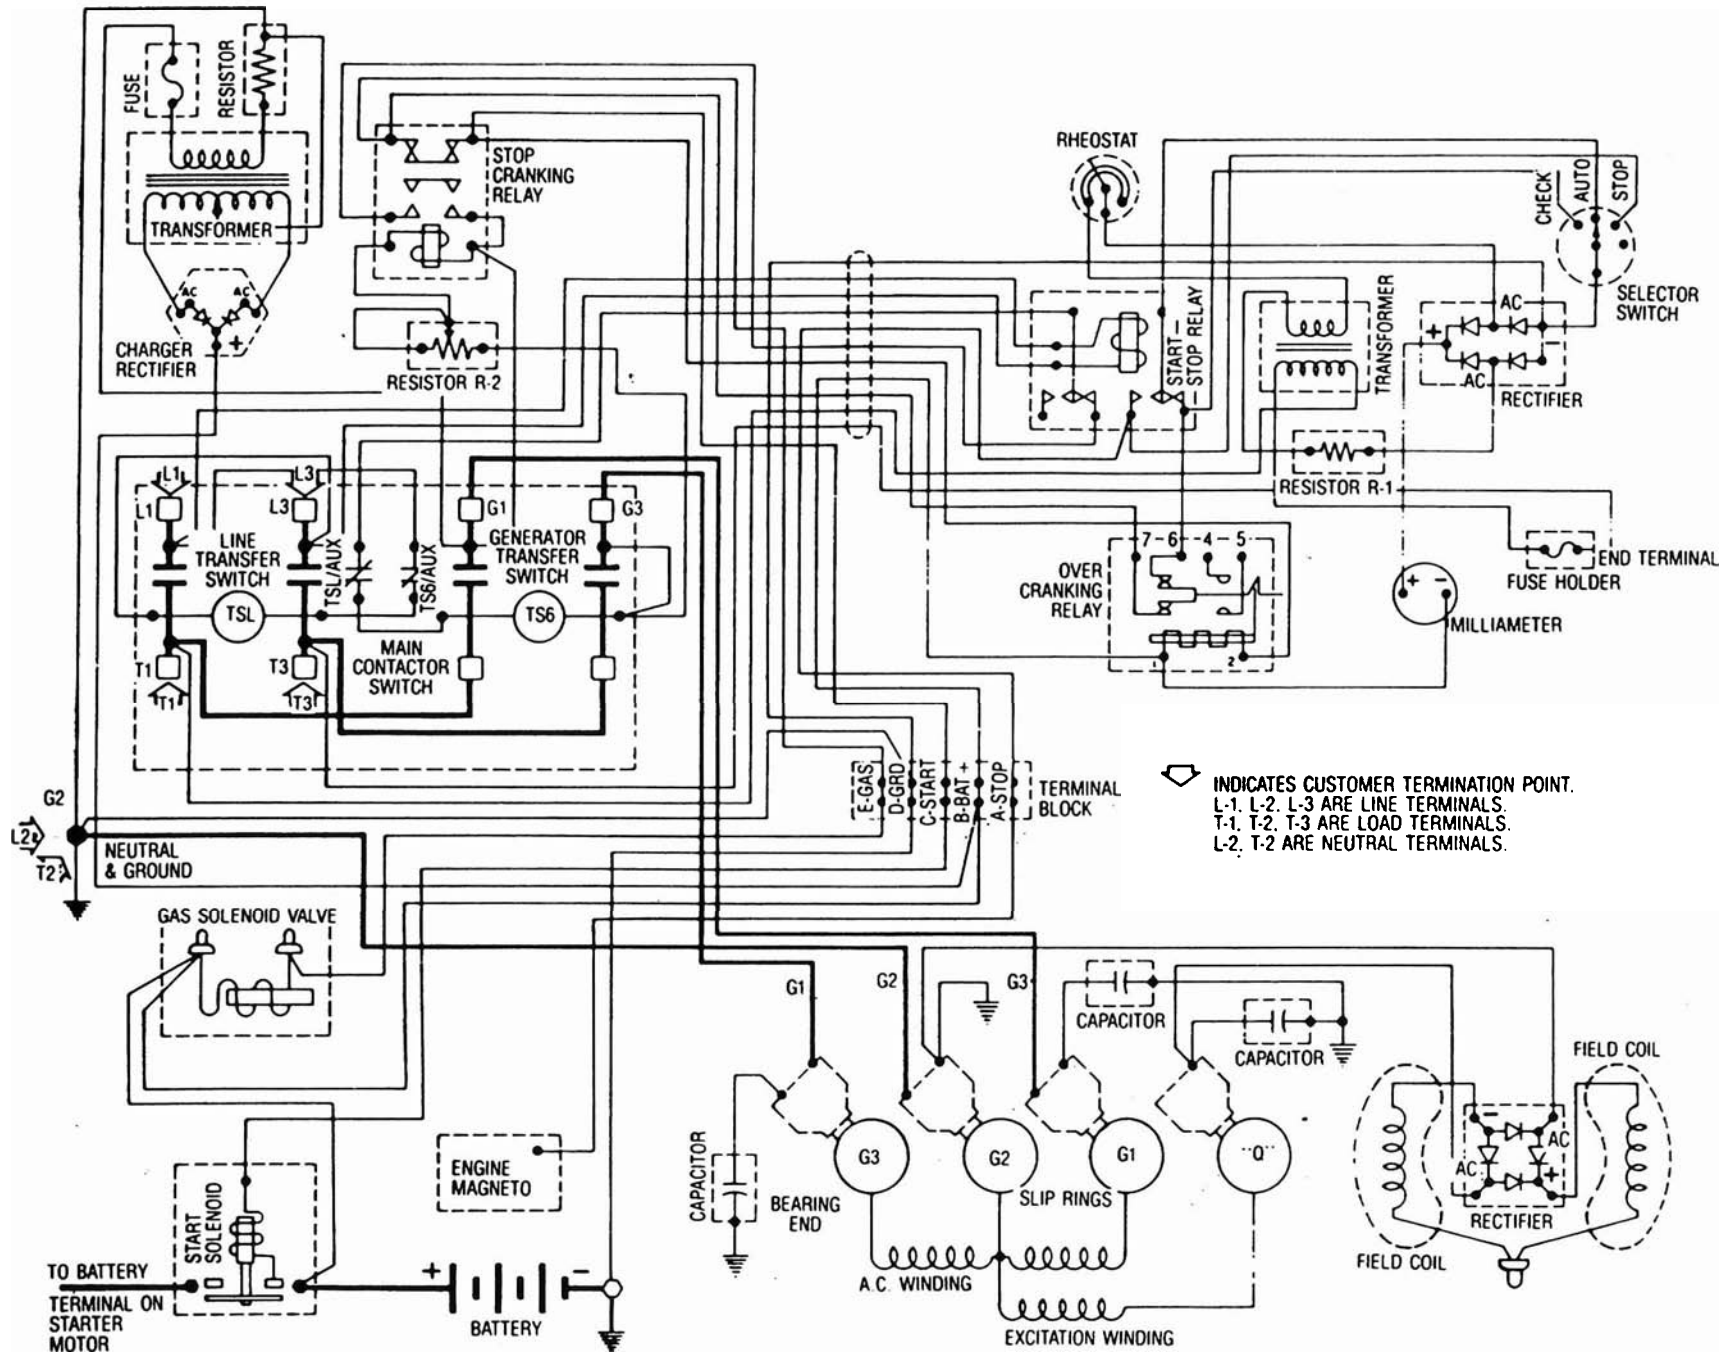 FUSE
RESISTOR
TRANSFORMER
AC
AC
+
CHARGER
RECTIFIER
STOP
CRANKING
RELAY
RESISTOR R-2
RHEOSTAT
CHECK
AUTO
STOP
SELECTOR
SWITCH
START-
STOP RELAY
TRANSFORMER
AC
+
-
AC
RECTIFIER
RESISTOR R-1
END TERMINAL
FUSE HOLDER
+ -
MILLIAMETER
7 6 4 5
OVER
CRANKING
RELAY
1
2
L1
L3
L1
L3
G1
G3
LINE
TRANSFER
SWITCH
TSL/AUX
TS6/AUX
GENERATOR
TRANSFER
SWITCH
TSL
TS6
MAIN
CONTACTOR
SWITCH
T1
T3
T1
T3
E-GAS
D-GRD
C-START
B-BAT +
A-STOP
TERMINAL
BLOCK
INDICATES CUSTOMER TERMINATION POINT.
L-1, L-2, L-3 ARE LINE TERMINALS.
T-1, T-2, T-3 ARE LOAD TERMINALS.
L-2, T-2 ARE NEUTRAL TERMINALS.
G2
L2
T2
NEUTRAL
& GROUND
GAS SOLENOID VALVE
G1
G2
G3
CAPACITOR
CAPACITOR
FIELD COIL
CAPACITOR
BEARING
END
G3
G2
G1
"Q"
SLIP RINGS
A.C. WINDING
EXCITATION WINDING
-
AC
AC
+
RECTIFIER
FIELD COIL
ENGINE
MAGNETO
START
SOLENOID
TO BATTERY
TERMINAL ON
STARTER
MOTOR
+ -
BATTERY